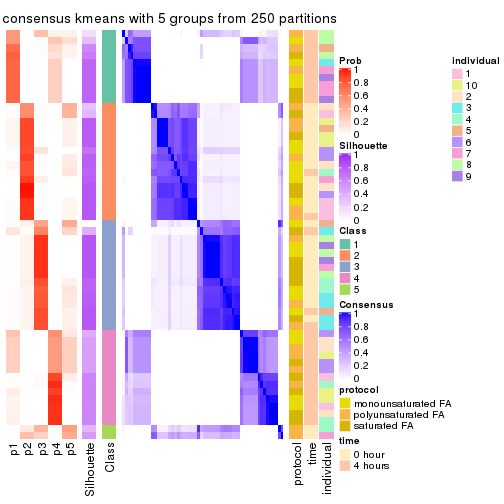 consensus kmeans with 5 groups from 250 partitions
Prob
1
0.8
0.6
0.4
0.2
0
Silhouette
1
0.8
0.6
0.4
0.2
0
Class
1
2
3
4
5
Consensus
1
0.8
0.6
0.4
0.2
0
protocol
monounsaturated FA
polyunsaturated FA
saturated FA
time
0 hour
4 hours
individual
1
10
2
3
4
5
6
7
8
9
p1
p2
p3
p4
p5
Silhouette
Class
protocol
time
individual